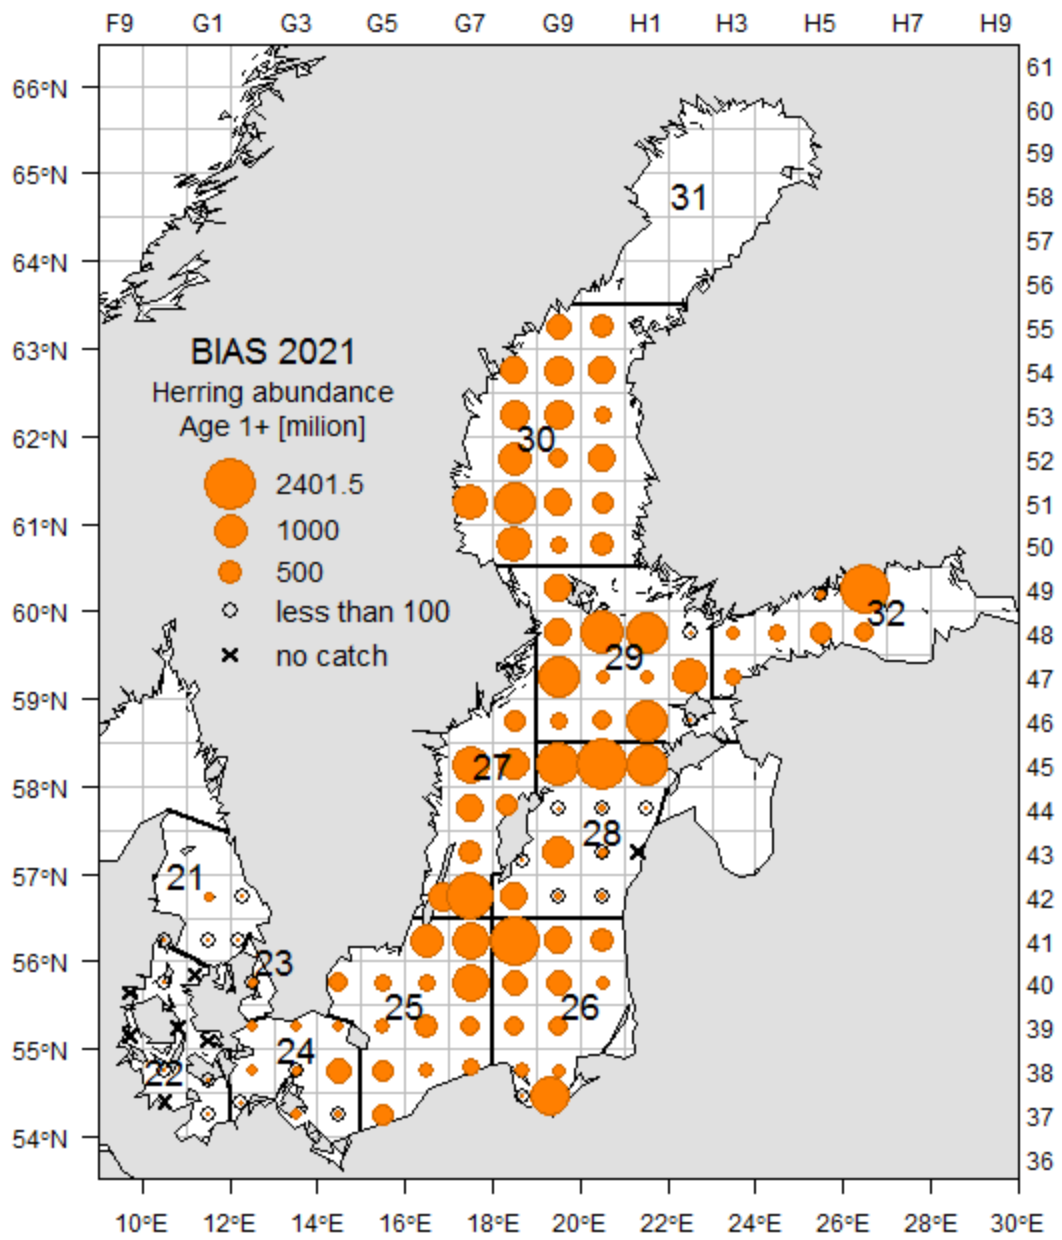 F9 G1 G3 G5 G7 G9 H1 H3 H5 H7 H9
66°N
65°N
64°N
63°N
62°N
61°N
60°N
59°N
58°N
57°N
56°N
55°N
54°N
61
60
59
58
57
56
55
54
53
52
51
50
49
48
47
46
45
44
43
42
41
40
39
38
37
36
BIAS 2021
Herring abundance
Age 1+ [milion]
2401.5
1000
500
less than 100
no catch
31
30
32
29
27
28
21
23
25
26
24
22
10°E 12°E 14°E 16°E 18°E 20°E 22°E 24°E 26°E 28°E 30°E